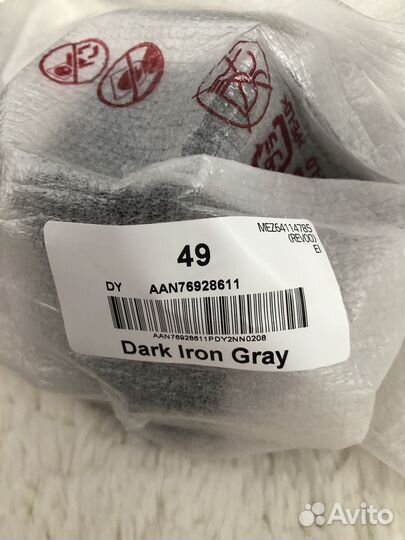 49
MEZ64114785
(REV00)
EI
DY AAN76928611
AAN76928611PDY2NN0208
Dark Iron Gray
Avito